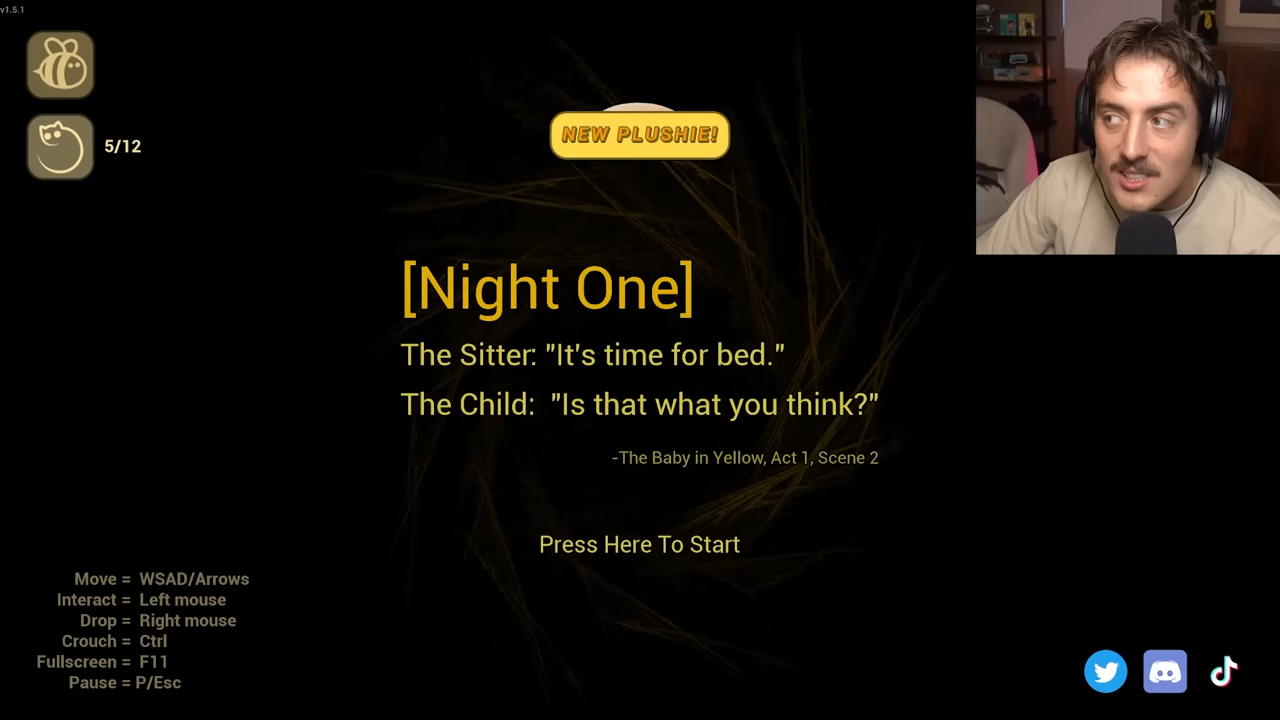 v1.5.1
5/12
NEW PLUSHIE!
[Night One]
The Sitter: "It's time for bed."
The Child: "Is that what you think?"
-The Baby in Yellow, Act 1, Scene 2
Press Here To Start
Move = WSAD/Arrows
Interact = Left mouse
Drop = Right mouse
Crouch = Ctrl
Fullscreen = F11
Pause = P/Esc